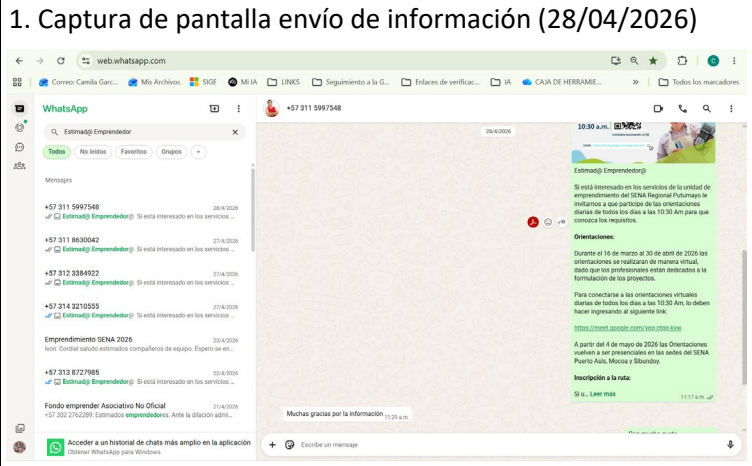 1. Captura de pantalla envío de información (28/04/2026)
web.whatsapp.com
Correo: Camila Garc...
Mis Archivos
SIGE
Mi IA
LINKS
Seguimiento a la G...
Enlaces de verificac...
IA
CAJA DE HERRAMIE...
Todos los marcadores
WhatsApp
Estimad@ Emprendedor
Todos
No leídos
Favoritos
Grupos
Mensajes
+57 311 5997548
28/4/2026
Estimad@ Emprendedor@ Si está interesado en los servicios ...
+57 311 8630042
27/4/2026
Estimad@ Emprendedor@ Si está interesado en los servicios ...
+57 312 3384922
27/4/2026
Estimad@ Emprendedor@ Si está interesado en los servicios ...
+57 314 3210555
27/4/2026
Estimad@ Emprendedor@ Si está interesado en los servicios ...
Emprendimiento SENA 2026
23/4/2026
Ivon: Cordial saludo estimados compañeros de equipo. Espero se en...
+57 313 8727985
22/4/2026
Estimad@ Emprendedor@ Si está interesado en los servicios ...
Fondo emprender Asociativo No Oficial
21/4/2026
+57 302 2762289: Estimados emprendedores: Ante la dilación admi...
Acceder a un historial de chats más amplio en la aplicación
Obtener WhatsApp para Windows
+57 311 5997548
28/4/2026
10:30 a.m.
Estimad@ Emprendedor@
Si está interesado en los servicios de la unidad de
emprendimiento del SENA Regional Putumayo le
invitamos a que participe de las orientaciones
diarias de todos los días a las 10:30 Am para que
conozca los requisitos.
Orientaciones:
Durante el 16 de marzo al 30 de abril de 2026 las
orientaciones se realizaran de manera virtual,
dado que los profesionales están dedicados a la
formulación de los proyectos.
Para conectarse a las orientaciones virtuales
diarias de todos los días a las 10:30 AM, lo deben
hacer ingresando al siguiente link:
https://meet.google.com/vpq-ctgp-kvw
A partir del 4 de mayo de 2026 las Orientaciones
vuelven a ser presenciales en las sedes del SENA
Puerto Asís, Mocoa y Sibundoy.
Inscripción a la ruta:
Si u... Leer más
11:17 a.m.
Muchas gracias por la información
11:29 a.m.
Escribe un mensaje